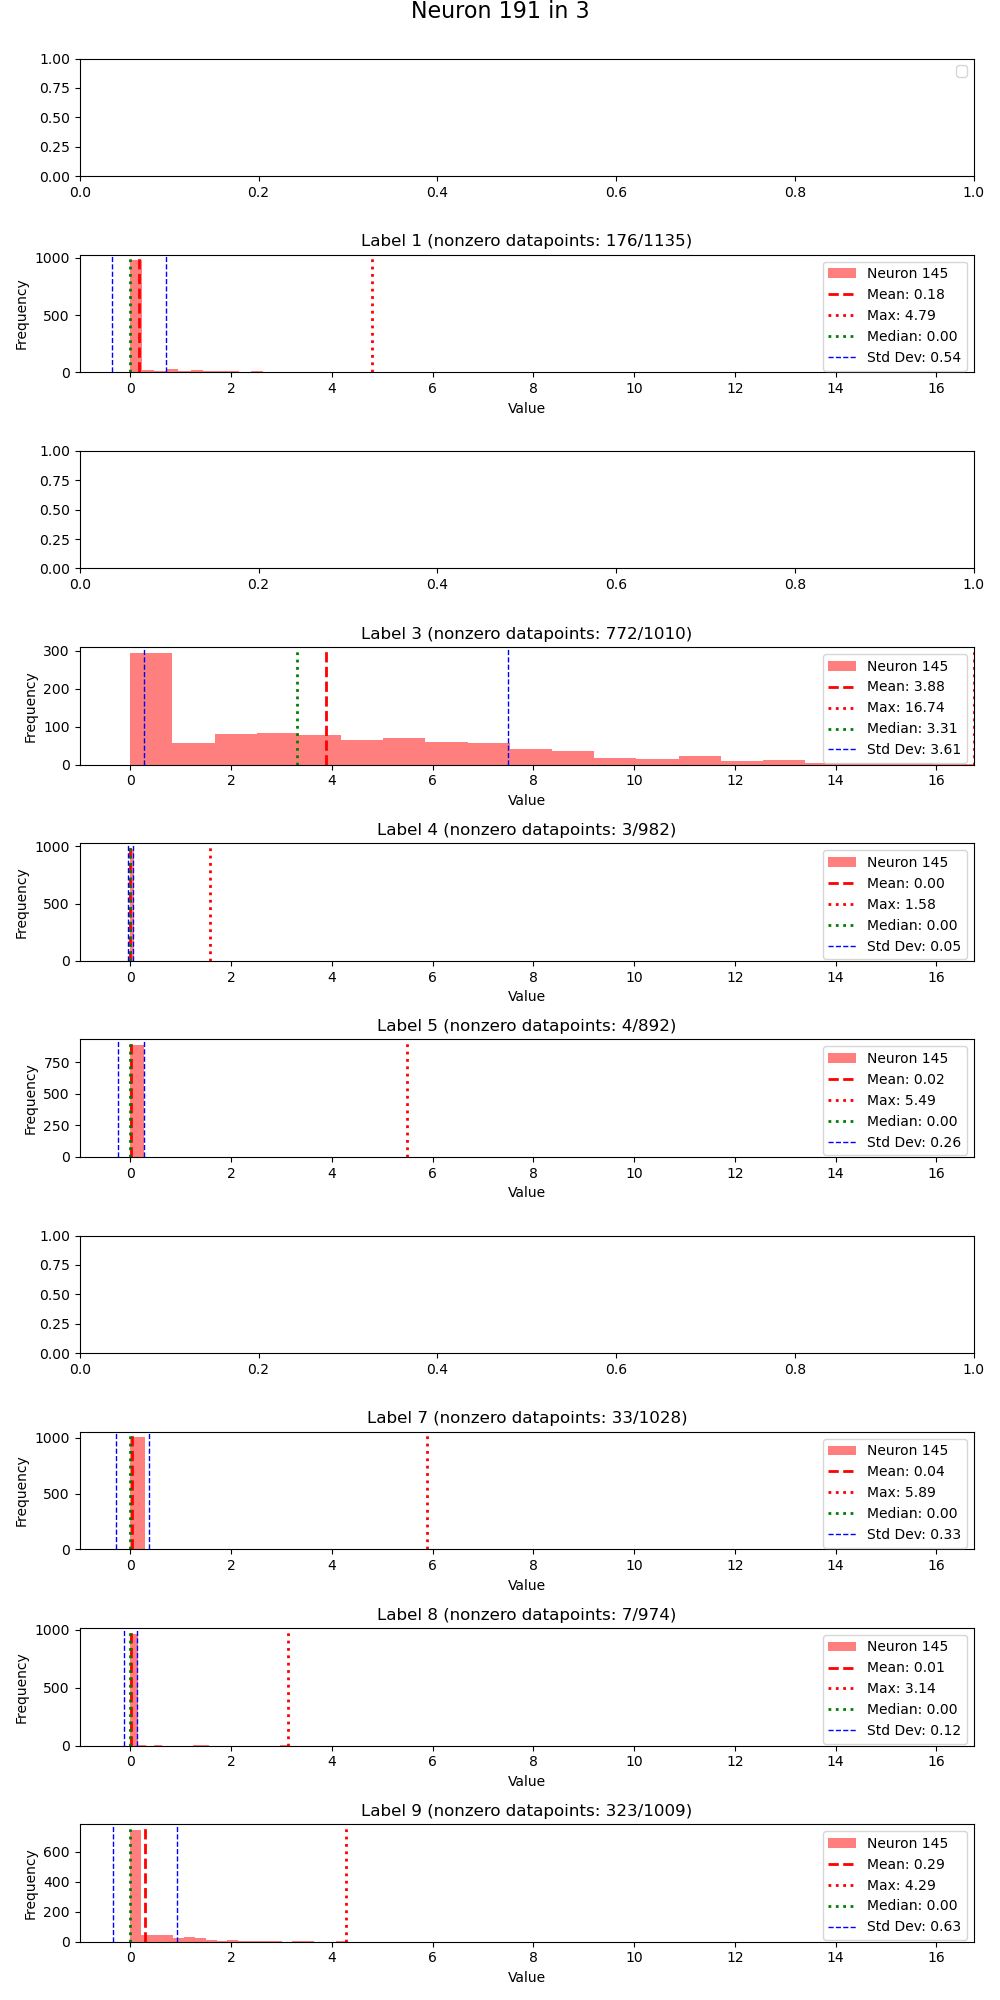 Neuron 191 in 3
1.00
0.75
0.50
0.25
0.00
0.0 0.2 0.4 0.6 0.8 1.0
Label 1 (nonzero datapoints: 176/1135)
Frequency
1000
500
0
Neuron 145
Mean: 0.18
Max: 4.79
Median: 0.00
Std Dev: 0.54
0 2 4 6 8 10 12 14 16
Value
1.00
0.75
0.50
0.25
0.00
0.0 0.2 0.4 0.6 0.8 1.0
Label 3 (nonzero datapoints: 772/1010)
Frequency
300
200
100
0
Neuron 145
Mean: 3.88
Max: 16.74
Median: 3.31
Std Dev: 3.61
0 2 4 6 8 10 12 14 16
Value
Label 4 (nonzero datapoints: 3/982)
Frequency
1000
500
0
Neuron 145
Mean: 0.00
Max: 1.58
Median: 0.00
Std Dev: 0.05
0 2 4 6 8 10 12 14 16
Value
Label 5 (nonzero datapoints: 4/892)
Frequency
750
500
250
0
Neuron 145
Mean: 0.02
Max: 5.49
Median: 0.00
Std Dev: 0.26
0 2 4 6 8 10 12 14 16
Value
1.00
0.75
0.50
0.25
0.00
0.0 0.2 0.4 0.6 0.8 1.0
Label 7 (nonzero datapoints: 33/1028)
Frequency
1000
500
0
Neuron 145
Mean: 0.04
Max: 5.89
Median: 0.00
Std Dev: 0.33
0 2 4 6 8 10 12 14 16
Value
Label 8 (nonzero datapoints: 7/974)
Frequency
1000
500
0
Neuron 145
Mean: 0.01
Max: 3.14
Median: 0.00
Std Dev: 0.12
0 2 4 6 8 10 12 14 16
Value
Label 9 (nonzero datapoints: 323/1009)
Frequency
600
400
200
0
Neuron 145
Mean: 0.29
Max: 4.29
Median: 0.00
Std Dev: 0.63
0 2 4 6 8 10 12 14 16
Value